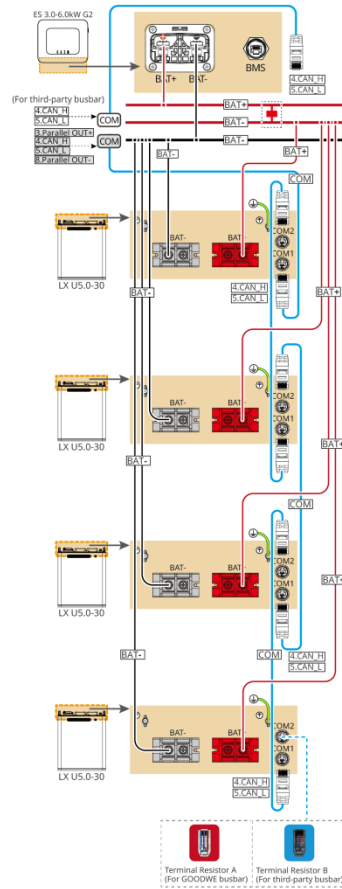 ES 3.0-6.0kW G2
BAT+
BAT-
BMS
4.CAN_H
5.CAN_L
(For third-party busbar)
4.CAN_H
5.CAN_L
COM
3.Parallel OUT+
4.CAN_H
5.CAN_L
8.Parallel OUT-
COM
BAT+
BAT-
BAT-
BAT-
BAT+
COM
BAT-
BAT-
COM2
COM1
LX U5.0-30
4.CAN_H
5.CAN_L
BAT-
BAT+
BAT-
BAT-
COM2
COM1
LX U5.0-30
BAT-
BAT+
BAT-
COM
BAT-
BAT-
COM2
COM1
LX U5.0-30
BAT+
BAT-
COM
4.CAN_H
5.CAN_L
BAT-
BAT-
COM2
COM1
LX U5.0-30
4.CAN_H
5.CAN_L
Terminal Resistor A
(For GOODWE busbar)
Terminal Resistor B
(For third-party busbar)